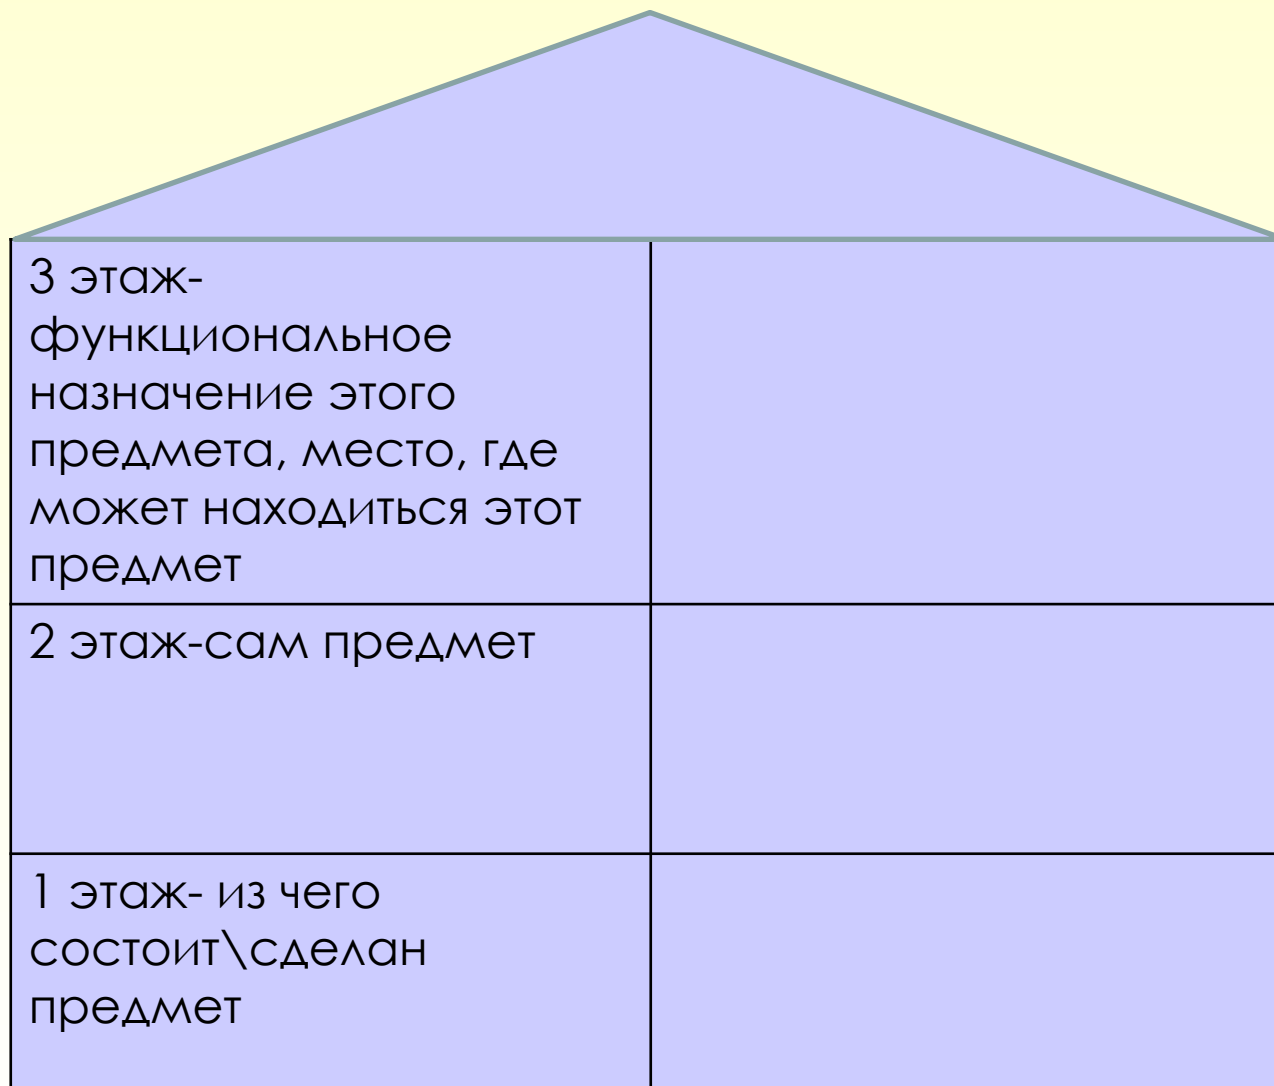 3 этаж-
функциональное
назначение этого
предмета, место, где
может находиться этот
предмет
2 этаж-сам предмет
1 этаж- из чего
состоит\сделан
предмет